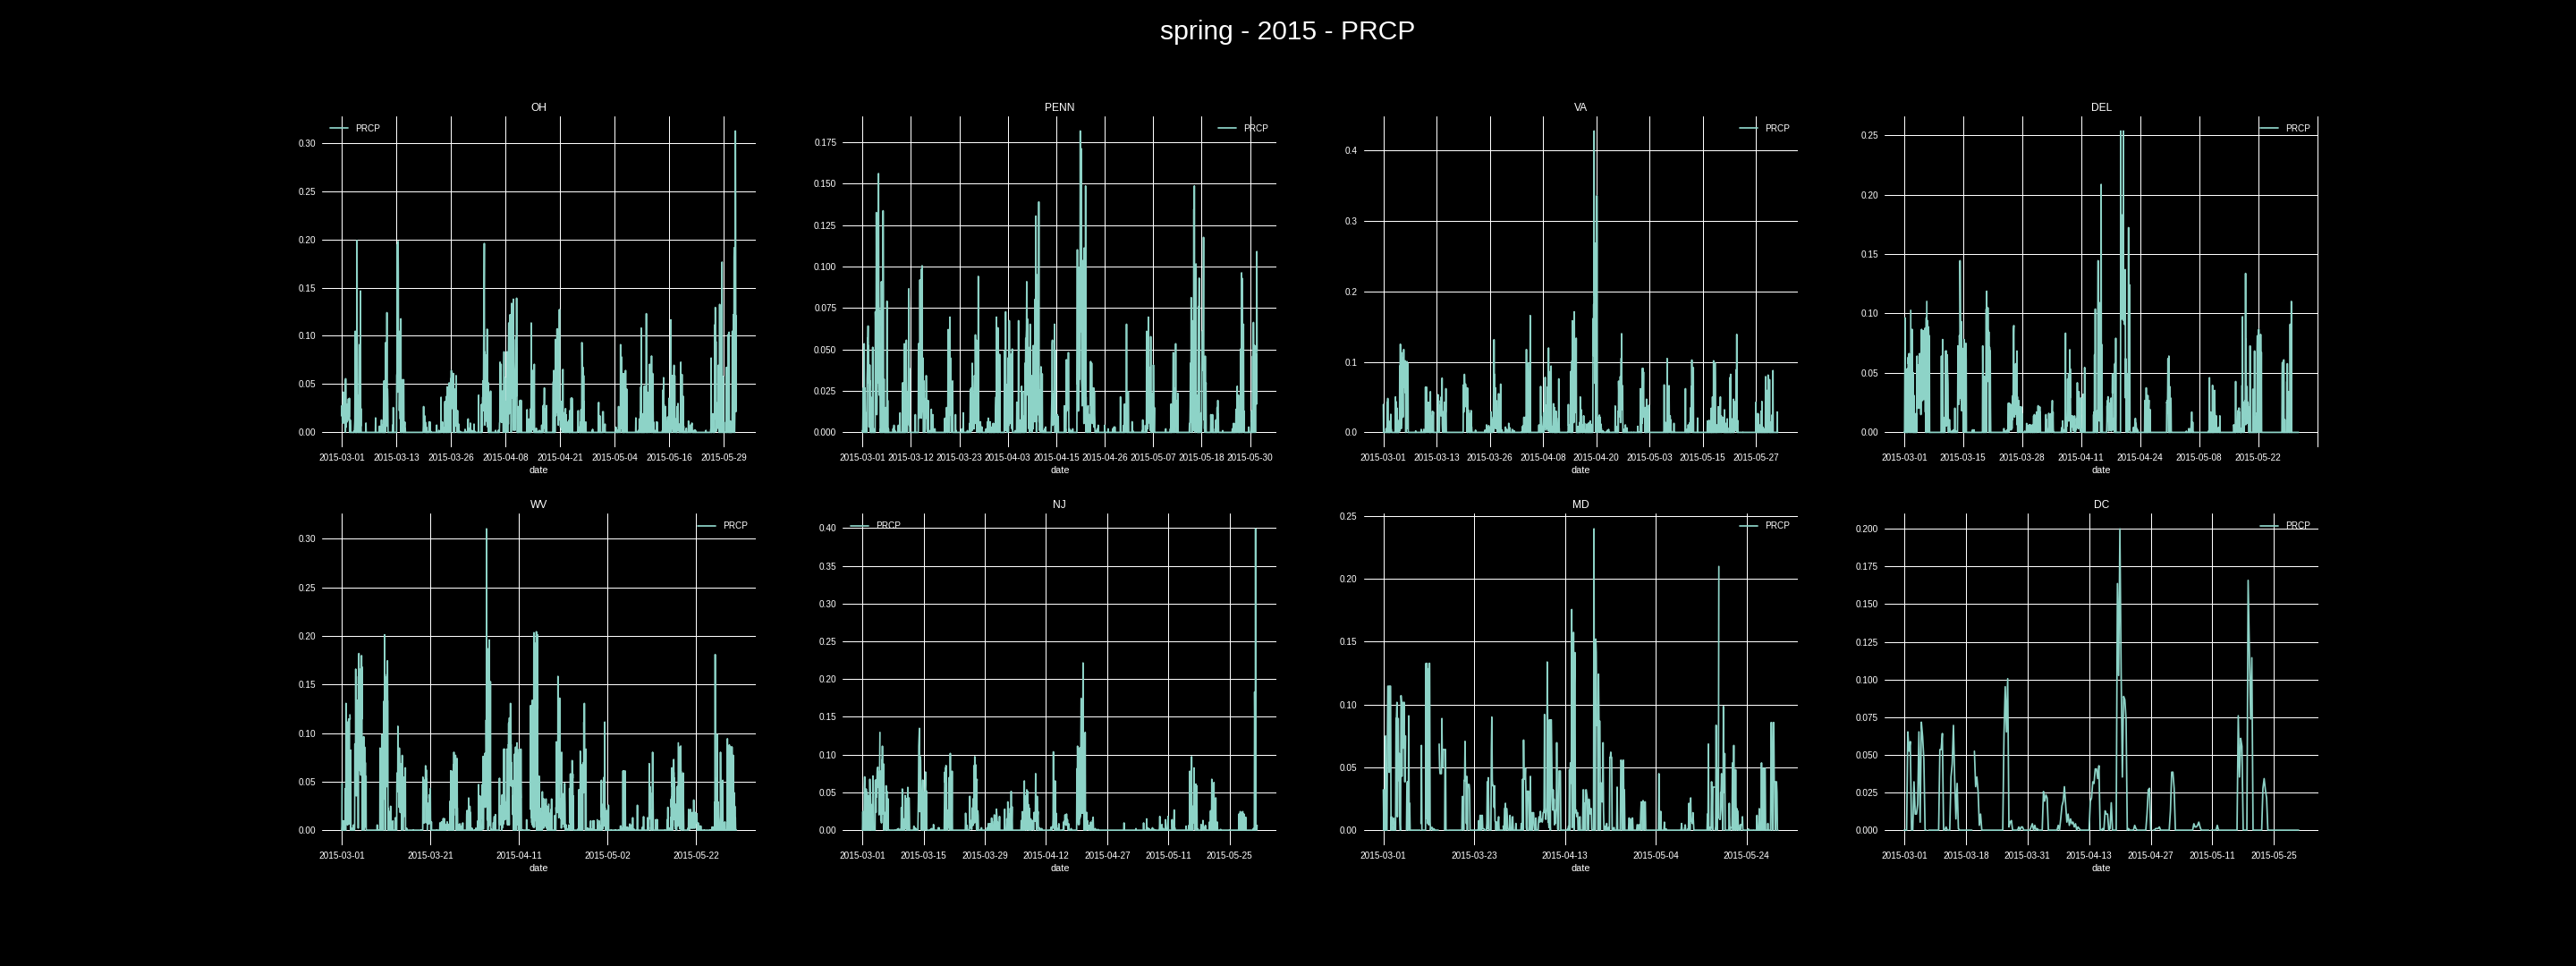 spring - 2015 - PRCP
OH
PRCP
0.30
0.25
0.20
0.15
0.10
0.05
0.00
2015-03-01 2015-03-13 2015-03-26 2015-04-08 2015-04-21 2015-05-04 2015-05-16 2015-05-29
date
PENN
PRCP
0.175
0.150
0.125
0.100
0.075
0.050
0.025
0.000
2015-03-01 2015-03-12 2015-03-23 2015-04-03 2015-04-15 2015-04-26 2015-05-07 2015-05-18 2015-05-30
date
VA
PRCP
0.4
0.3
0.2
0.1
0.0
2015-03-01 2015-03-13 2015-03-26 2015-04-08 2015-04-20 2015-05-03 2015-05-15 2015-05-27
date
DEL
PRCP
0.25
0.20
0.15
0.10
0.05
0.00
2015-03-01 2015-03-15 2015-03-28 2015-04-11 2015-04-24 2015-05-08 2015-05-22
date
WV
PRCP
0.30
0.25
0.20
0.15
0.10
0.05
0.00
2015-03-01 2015-03-21 2015-04-11 2015-05-02 2015-05-22
date
NJ
PRCP
0.40
0.35
0.30
0.25
0.20
0.15
0.10
0.05
0.00
2015-03-01 2015-03-15 2015-03-29 2015-04-12 2015-04-27 2015-05-11 2015-05-25
date
MD
PRCP
0.25
0.20
0.15
0.10
0.05
0.00
2015-03-01 2015-03-23 2015-04-13 2015-05-04 2015-05-24
date
DC
PRCP
0.200
0.175
0.150
0.125
0.100
0.075
0.050
0.025
0.000
2015-03-01 2015-03-18 2015-03-31 2015-04-13 2015-04-27 2015-05-11 2015-05-25
date